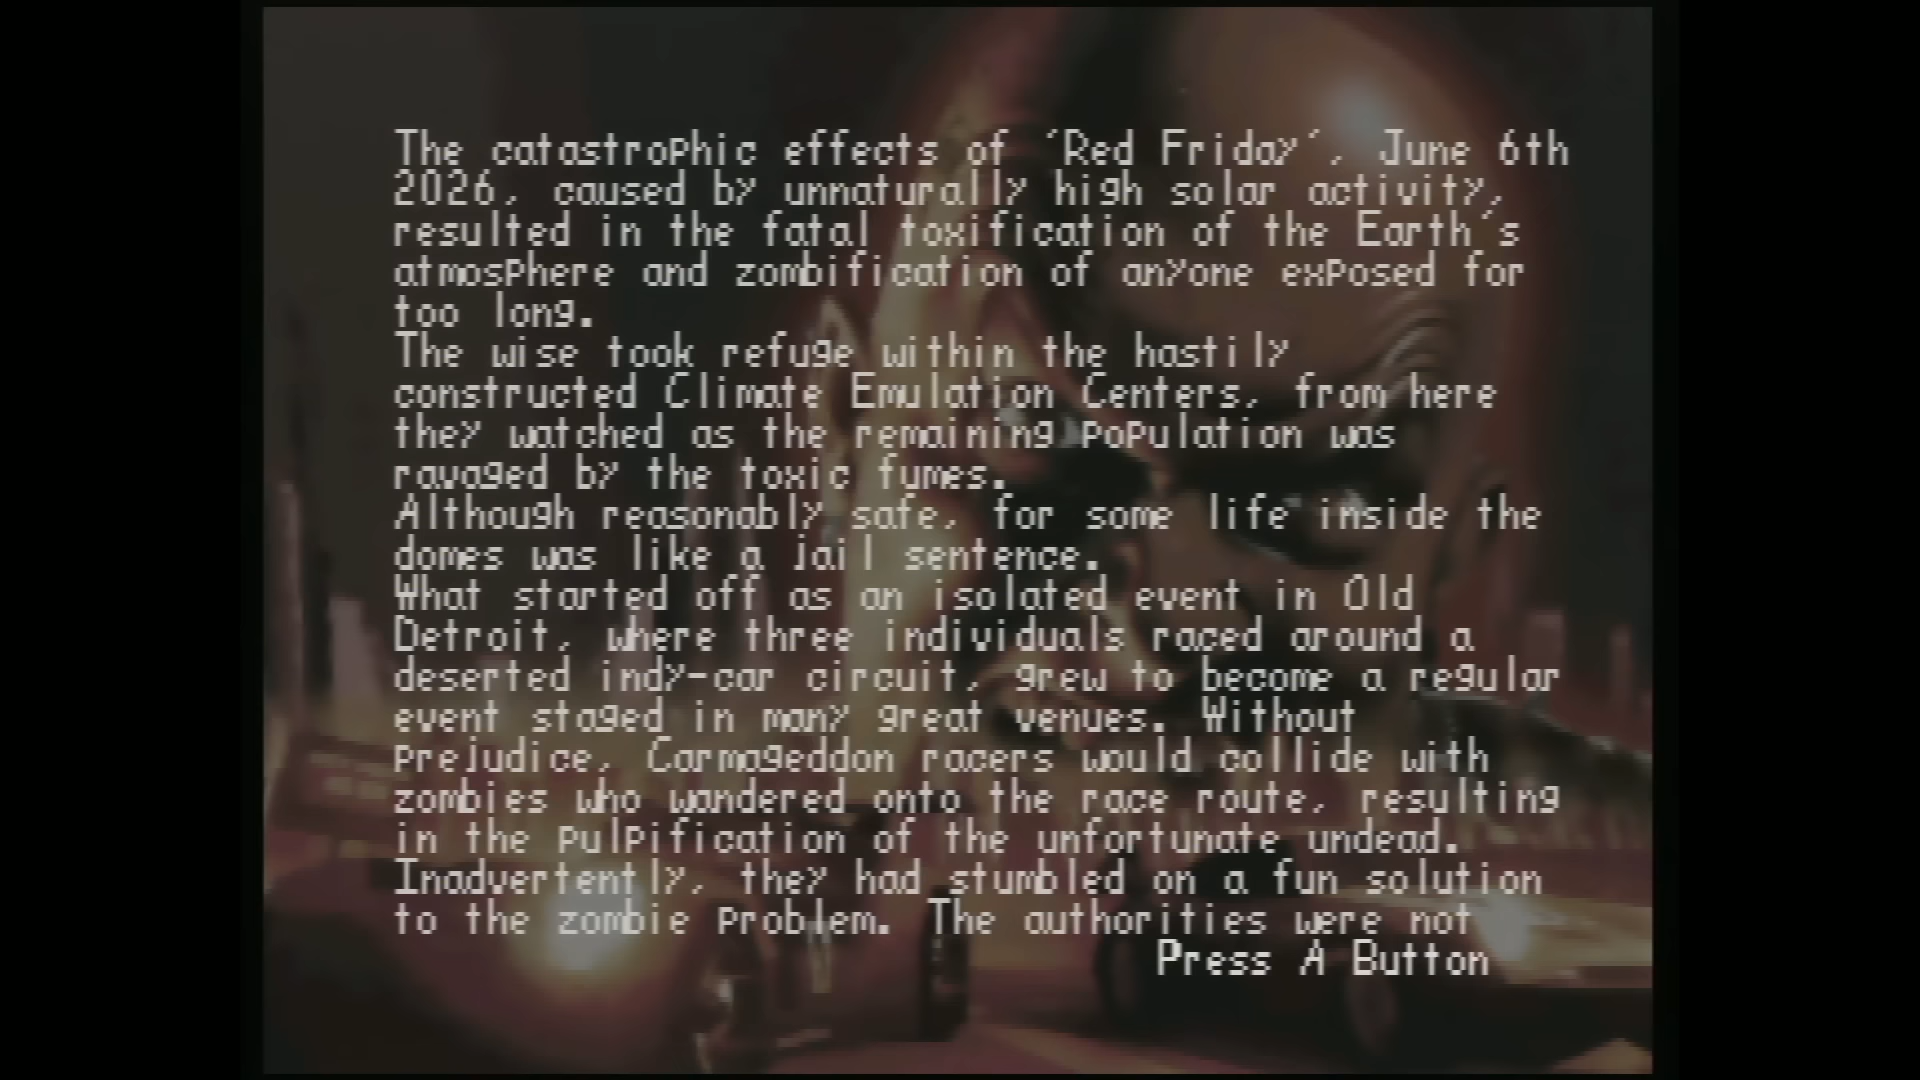 The catastrophic effects of 'Red Friday', June 6th
2026, caused by unnaturally high solar activity,
resulted in the fatal toxification of the Earth's
atmosphere and zombification of anyone exposed for
too long.
The wise took refuge within the hastily
constructed Climate Emulation Centers, from here
they watched as the remaining population was
ravaged by the toxic fumes.
Although reasonably safe, for some life inside the
domes was like a jail sentence.
What started off as an isolated event in Old
Detroit, where three individuals raced around a
deserted indy-car circuit, grew to become a regular
event staged in many great venues. Without
prejudice, Carmageddon racers would collide with
zombies who wandered onto the race route, resulting
in the pulpification of the unfortunate undead.
Inadvertently, they had stumbled on a fun solution
to the zombie problem. The authorities were not
Press A Button